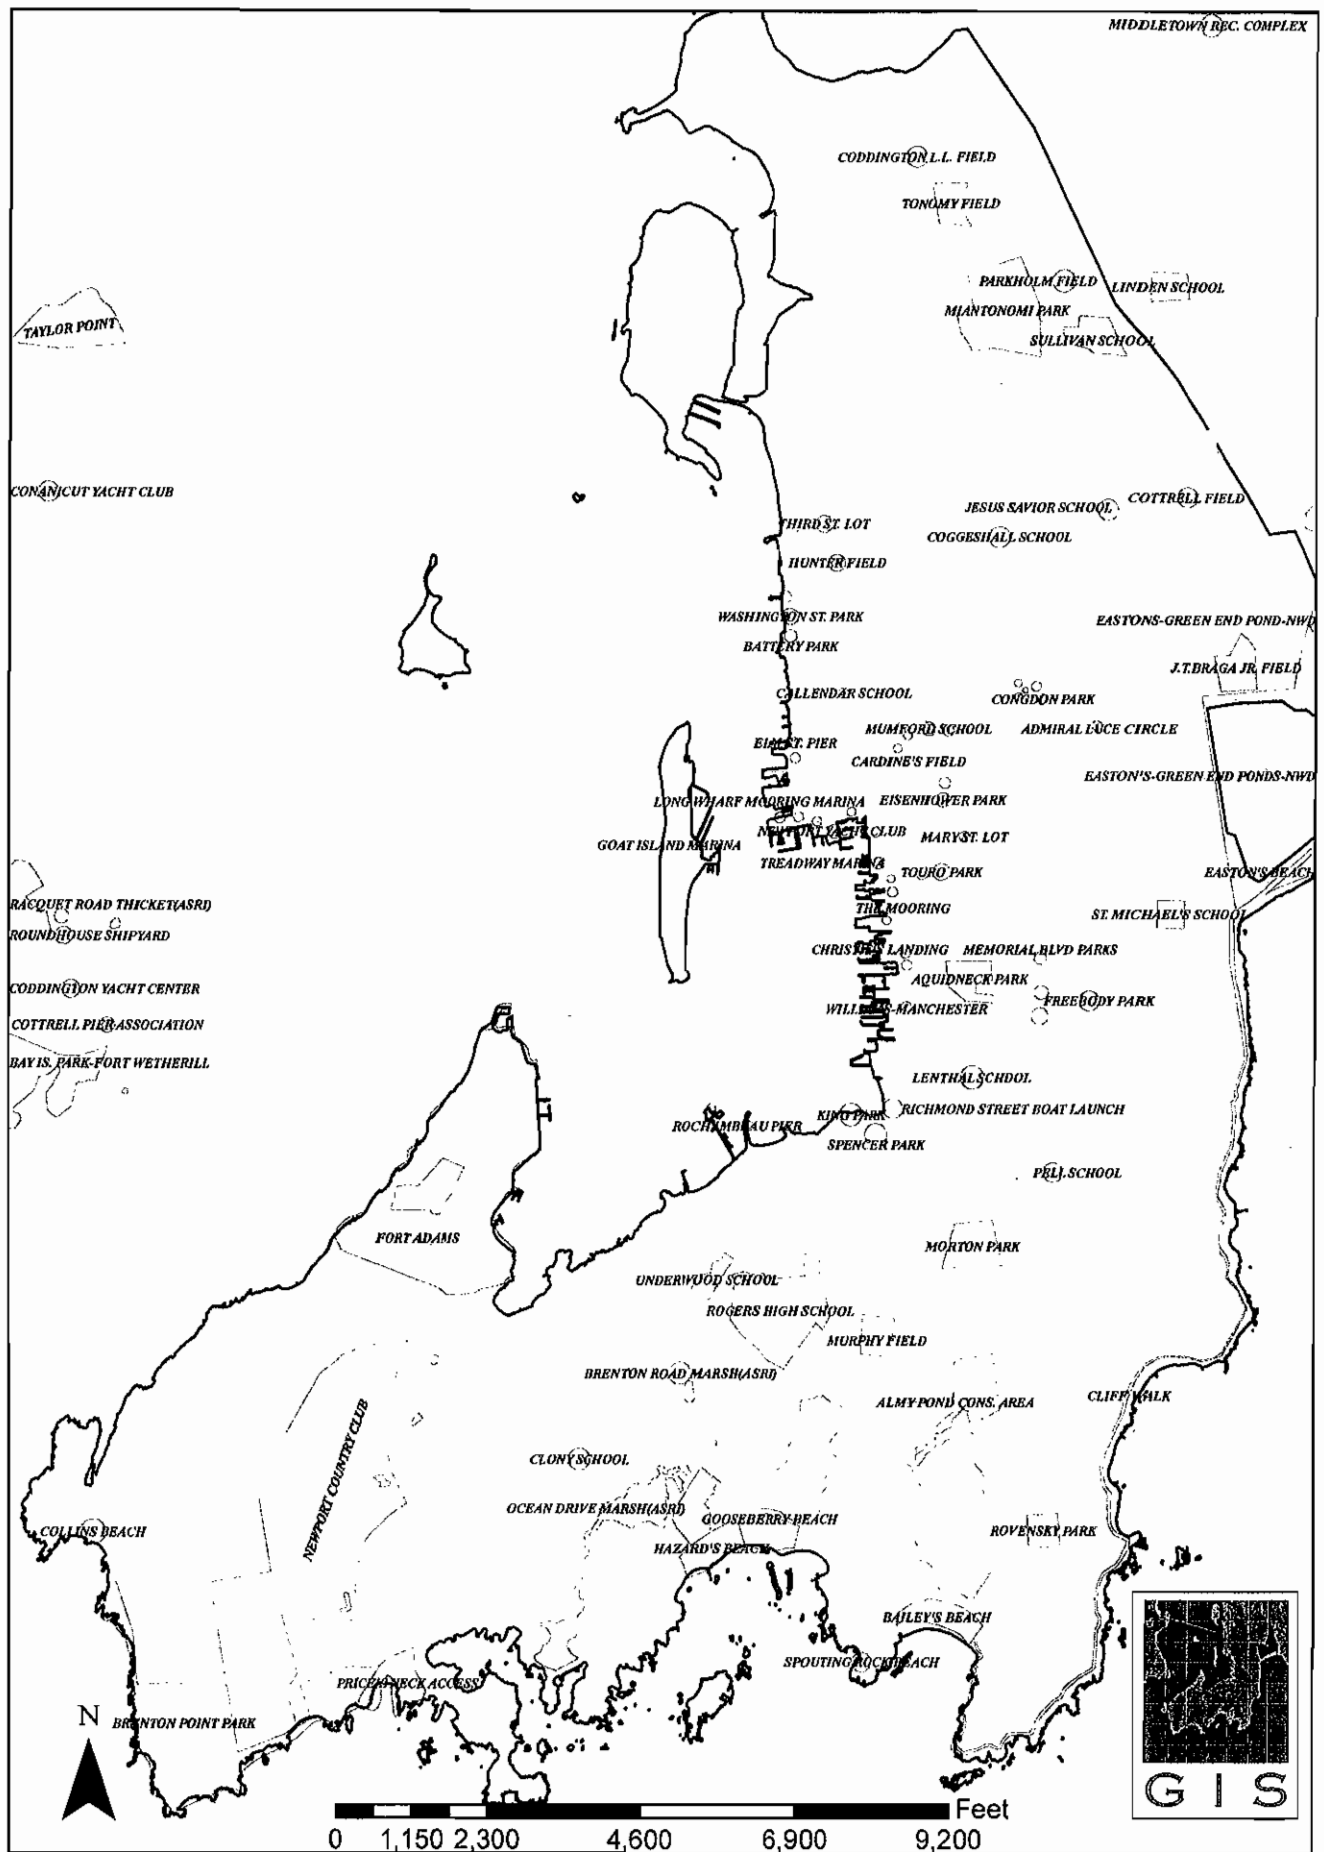 MIDDLETOWN REC. COMPLEX
CODDINGTON L.L. FIELD
TONOMY FIELD
PARKHOLM FIELD
LINDEN SCHOOL
MIANTONOMI PARK
TAYLOR POINT
SULLIVAN SCHOOL
CONANICUT YACHT CLUB
COTTRELL FIELD
JESUS SAVIOR SCHOOL
THIRD ST. LOT
COGGESHALL SCHOOL
HUNTER FIELD
WASHINGTON ST. PARK
EASTONS-GREEN END POND-NWD
BATTERY PARK
J.T.BRAGA JR. FIELD
CALLENDAR SCHOOL
CONGDON PARK
MUMFORD SCHOOL
ADMIRAL LUCE CIRCLE
ELM ST. PIER
CARDINE'S FIELD
EASTON'S-GREEN END PONDS-NWD
LONG WHARF MOORING MARINA
EISENHOWER PARK
NEWPORT YACHT CLUB
MARY ST. LOT
GOAT ISLAND MARINA
TREADWAY MARINA
TOURO PARK
EASTON'S BEACH
RACQUET ROAD THICKET(ASRI)
THE MOORING
ST. MICHAEL'S SCHOOL
ROUNDHOUSE SHIPYARD
CHRISTIE'S LANDING
MEMORIAL BLVD PARKS
AQUIDNECK PARK
CODDINGTON YACHT CENTER
FREEBODY PARK
WILLIAMS-MANCHESTER
COTTRELL PIER ASSOCIATION
BAY IS. PARK-FORT WETHERILL
LENTHAL SCHOOL
KING PARK
RICHMOND STREET BOAT LAUNCH
ROCHAMBEAU PIER
SPENCER PARK
PELL SCHOOL
FORT ADAMS
MORTON PARK
UNDERWOOD SCHOOL
ROGERS HIGH SCHOOL
MURPHY FIELD
BRENTON ROAD MARSH(ASRI)
CLIFF WALK
ALMY POND CONS. AREA
NEWPORT COUNTRY CLUB
CLONY SCHOOL
OCEAN DRIVE MARSH(ASRI)
GOOSEBERRY BEACH
COLLINS BEACH
ROVENSKY PARK
HAZARD'S BEACH
BAILEY'S BEACH
SPOUTING ROCK BEACH
PRICES NECK ACCESS
N
BRENTON POINT PARK
GIS
Feet
0 1,150 2,300 4,600 6,900 9,200